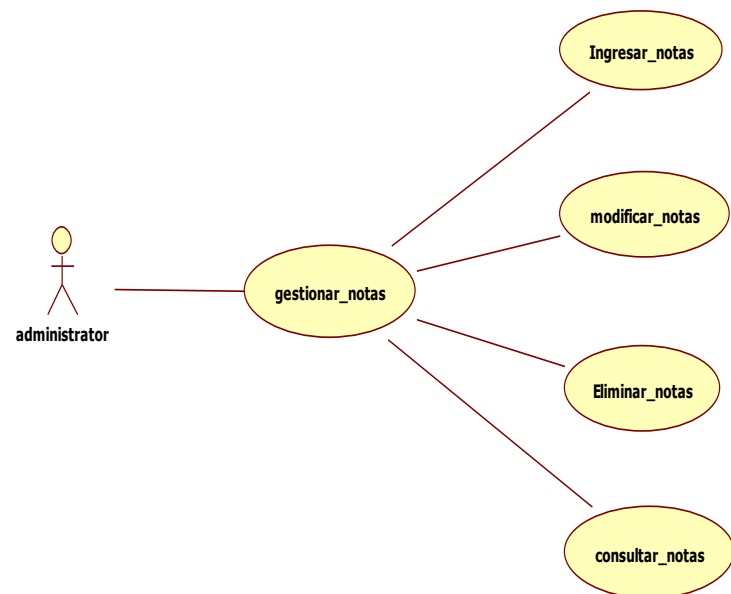 Ingresar_notas
modificar_notas
gestionar_notas
administrator
Eliminar_notas
consultar_notas